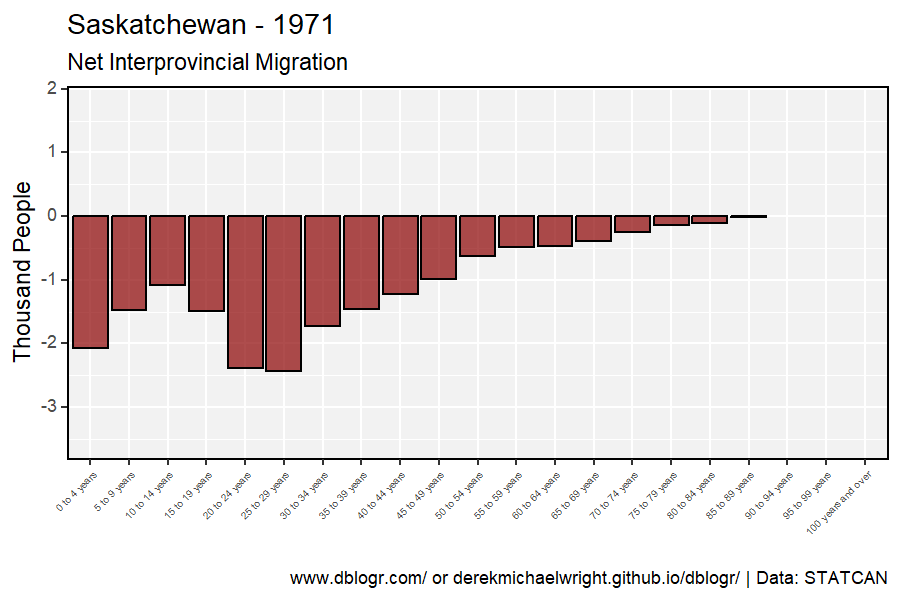 Saskatchewan - 1971
Net Interprovincial Migration
Thousand People
2
1
0
-1
-2
-3
0 to 4 years
5 to 9 years
10 to 14 years
15 to 19 years
20 to 24 years
25 to 29 years
30 to 34 years
35 to 39 years
40 to 44 years
45 to 49 years
50 to 54 years
55 to 59 years
60 to 64 years
65 to 69 years
70 to 74 years
75 to 79 years
80 to 84 years
85 to 89 years
90 to 94 years
95 to 99 years
100 years and over
www.dblogr.com/ or derekmichaelwright.github.io/dblogr/ | Data: STATCAN